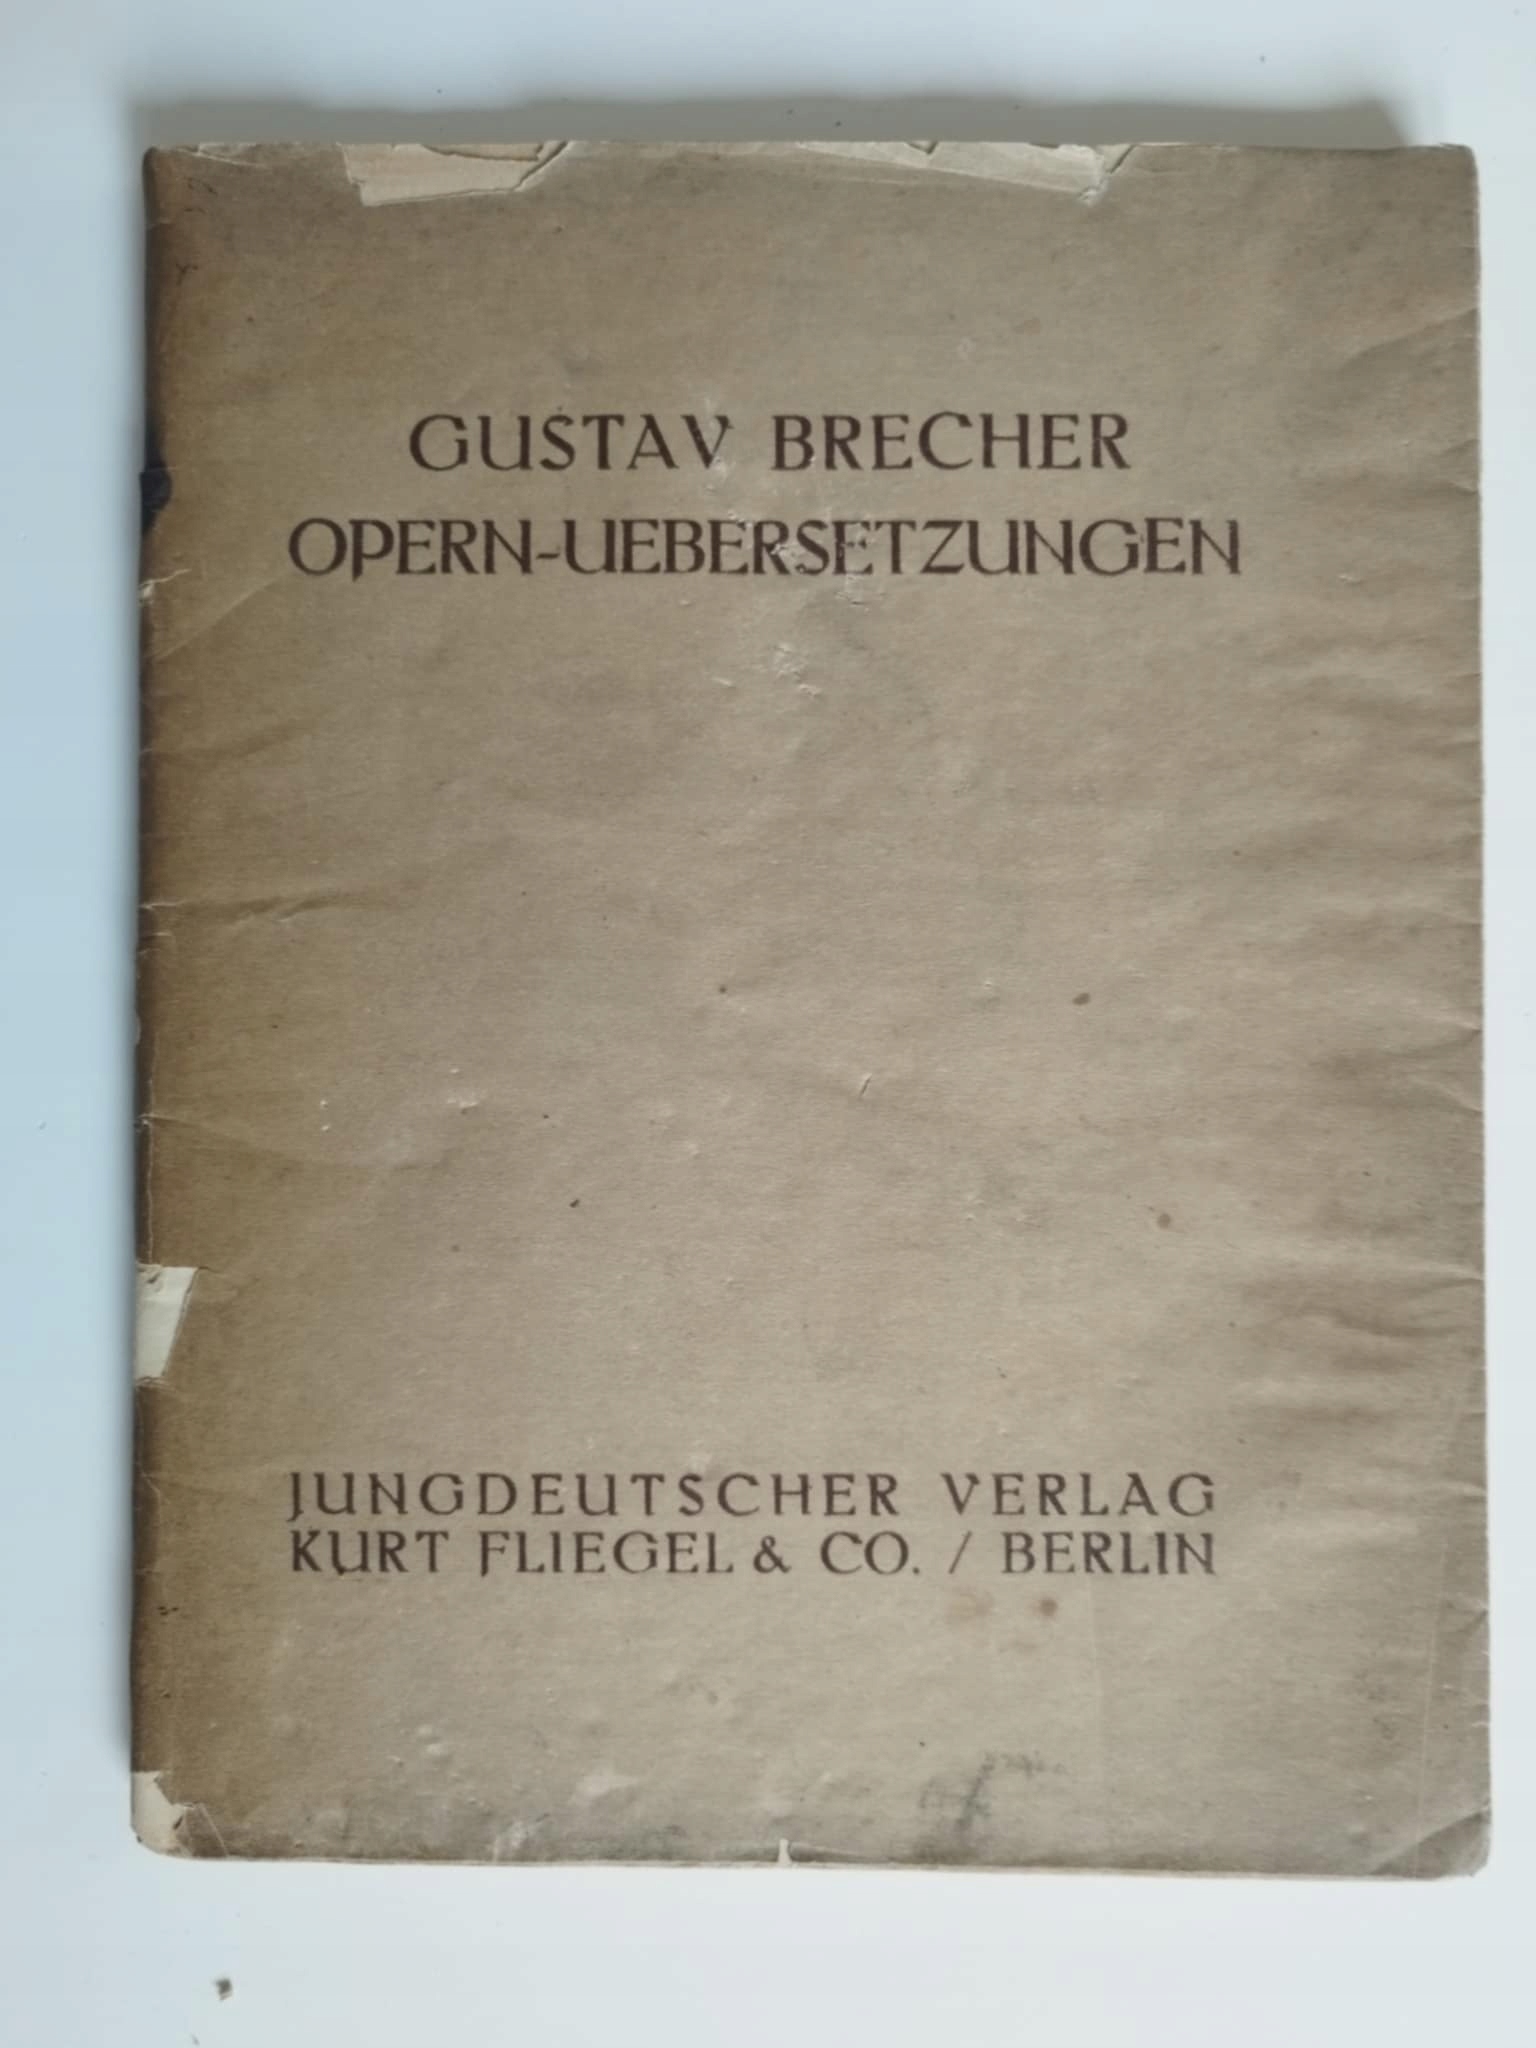 GUSTAV BRECHER
OPERN-UEBERSETZUNGEN
JUNGDEUTSCHER VERLAG
KURT FLIEGEL & CO. / BERLIN